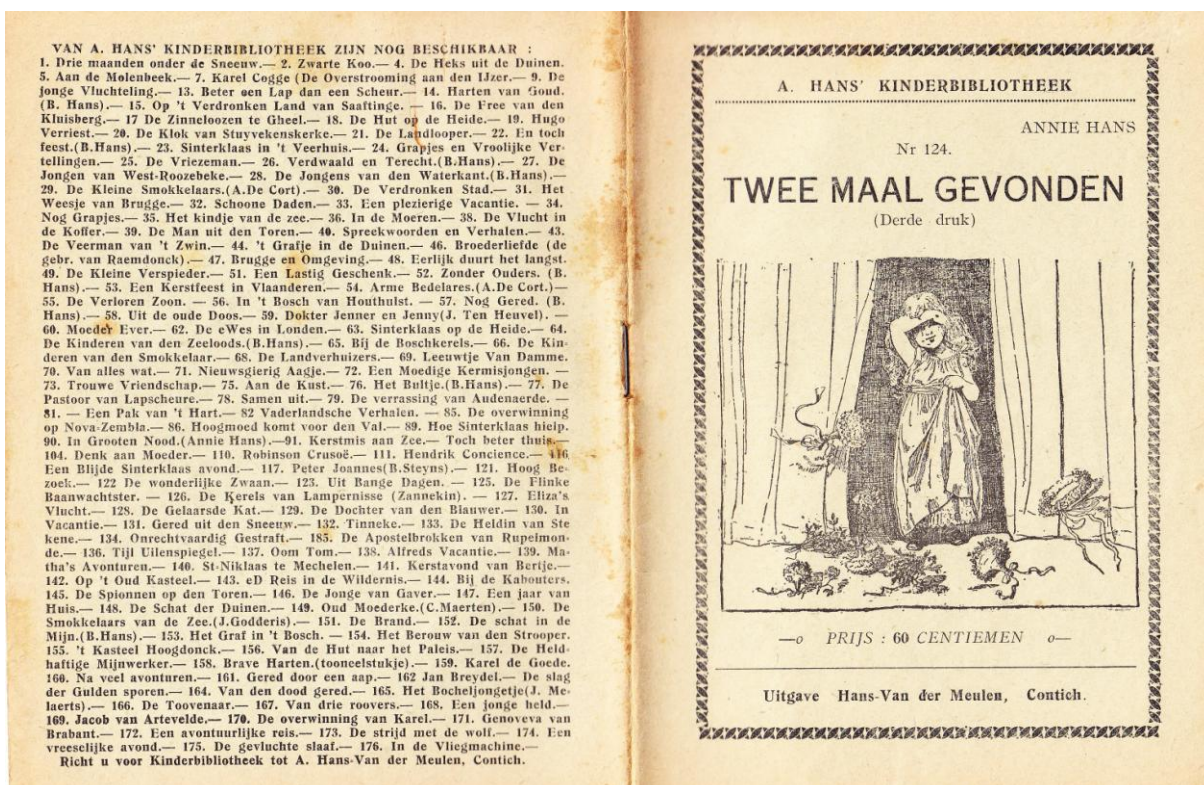 VAN A. HANS' KINDERBIBLIOTHEEK ZIJN NOG BESCHIKBAAR :
1. Drie maanden onder de Sneeuw.— 2. Zwarte Koo.— 4. De Heks uit de Duinen.
5. Aan de Molenbeek.— 7. Karel Cogge (De Overstrooming aan den IJzer.— 9. De
jonge Vluchteling.— 13. Beter een Lap dan een Scheur.— 14. Harten van Goud.
(B. Hans).— 15. Op 't Verdronken Land van Saaftinge. — 16. De Free van den
Kluisberg.— 17 De Zinneloozen te Gheel.— 18. De Hut op de Heide.— 19. Hugo
Verriest.— 20. De Klok van Stuyvekenskerke.— 21. De Landlooper.— 22. En toch
feest.(B.Hans).— 23. Sinterklaas in 't Veerhuis.— 24. Grapjes en Vroolijke Ver-
tellingen.— 25. De Vriezeman.— 26. Verdwaald en Terecht.(B.Hans).— 27. De
Jongen van West-Roozebeke.— 28. De Jongens van den Waterkant.(B.Hans).—
29. De Kleine Smokkelaars.(A.De Cort).— 30. De Verdronken Stad.— 31. Het
Weesje van Brugge.— 32. Schoone Daden.— 33. Een plezierige Vacantie. — 34.
Nog Grapjes.— 35. Het kindje van de zee.— 36. In de Moeren.— 38. De Vlucht in
de Koffer.— 39. De Man uit den Toren.— 40. Spreekwoorden en Verhalen.— 43.
De Veerman van 't Zwin.— 44. 't Grafje in de Duinen.— 46. Broederliefde (de
gebr. van Raemdonck).— 47. Brugge en Omgeving.— 48. Eerlijk duurt het langst.
49. De Kleine Verspieder.— 51. Een Lastig Geschenk.— 52. Zonder Ouders. (B.
Hans).— 53. Een Kerstfeest in Vlaanderen.— 54. Arme Bedelares.(A.De Cort.)—
55. De Verloren Zoon. — 56. In 't Bosch van Houthulst. — 57. Nog Gered. (B.
Hans).— 58. Uit de oude Doos.— 59. Dokter Jenner en Jenny(J. Ten Heuvel). —
60. Moeder Ever.— 62. De eWes in Londen.— 63. Sinterklaas op de Heide.— 64.
De Kinderen van den Zeeloods.(B.Hans).— 65. Bij de Boschkerels.— 66. De Kin-
deren van den Smokkelaar.— 68. De Landverhuizers.— 69. Leeuwtje Van Damme.
70. Van alles wat.— 71. Nieuwsgierig Aagje.— 72. Een Moedige Kermisjongen. —
73. Trouwe Vriendschap.— 75. Aan de Kust.— 76. Het Bultje.(B.Hans).— 77. De
Pastoor van Lapscheure.— 78. Samen uit.— 79. De verrassing van Audenaerde. —
81. — Een Pak van 't Hart.— 82 Vaderlandsche Verhalen. — 85. De overwinning
op Nova-Zembla.— 86. Hoogmoed komt voor den Val.— 89. Hoe Sinterklaas hielp.
90. In Grooten Nood.(Annie Hans).—91. Kerstmis aan Zee.— Toch beter thuis.—
104. Denk aan Moeder.— 110. Robinson Crusoë.— 111. Hendrik Concience.— 116
Een Blijde Sinterklaas avond.— 117. Peter Joannes(B.Steyns).— 121. Hoog Be-
zoek.— 122 De wonderlijke Zwaan.— 123. Uit Bange Dagen. — 125. De Flinke
Baanwachtster. — 126. De Kerels van Lampernisse (Zannekin). — 127. Eliza's
Vlucht.— 128. De Gelaarsde Kat.— 129. De Dochter van den Blauwer.— 130. In
Vacantie.— 131. Gered uit den Sneeuw.— 132. Tinneke.— 133. De Heldin van Ste
kene.— 134. Onrechtvaardig Gestraft.— 185. De Apostelbrokken van Rupelmon-
de.— 136. Tijl Uilenspiegel.— 137. Oom Tom.— 138. Alfreds Vacantie.— 139. Ma-
tha's Avonturen.— 140. St-Niklaas te Mechelen.— 141. Kerstavond van Bertje.—
142. Op 't Oud Kasteel.— 143. eD Reis in de Wildernis.— 144. Bij de Kabouters.
145. De Spionnen op den Toren.— 146. De Jonge van Gaver.— 147. Een jaar van
Huis.— 148. De Schat der Duinen.— 149. Oud Moederke.(C.Maerten).— 150. De
Smokkelaars van de Zee.(J.Godderis).— 151. De Brand.— 152. De schat in de
Mijn.(B.Hans).— 153. Het Graf in 't Bosch. — 154. Het Berouw van den Strooper.
155. 't Kasteel Hoogdonck.— 156. Van de Hut naar het Paleis.— 157. De Held-
haftige Mijnwerker.— 158. Brave Harten.(tooneelstukje).— 159. Karel de Goede.
160. Na veel avonturen.— 161. Gered door een aap.— 162 Jan Breydel.— De slag
der Gulden sporen.— 164. Van den dood gered.— 165. Het Bocheljongetje(J. Me-
laerts).— 166. De Toovenaar.— 167. Van drie roovers.— 168. Een jonge held.—
169. Jacob van Artevelde.— 170. De overwinning van Karel.— 171. Genoveva van
Brabant.— 172. Een avontuurlijke reis.— 173. De strijd met de wolf.— 174. Een
vreeselijke avond.— 175. De gevluchte slaaf.— 176. In de Vliegmachine.—
Richt u voor Kinderbibliotheek tot A. Hans-Van der Meulen, Contich.
A. HANS' KINDERBIBLIOTHEEK
ANNIE HANS
Nr 124.
TWEE MAAL GEVONDEN
(Derde druk)
—o PRIJS : 60 CENTIEMEN o—
Uitgave Hans-Van der Meulen, Contich.